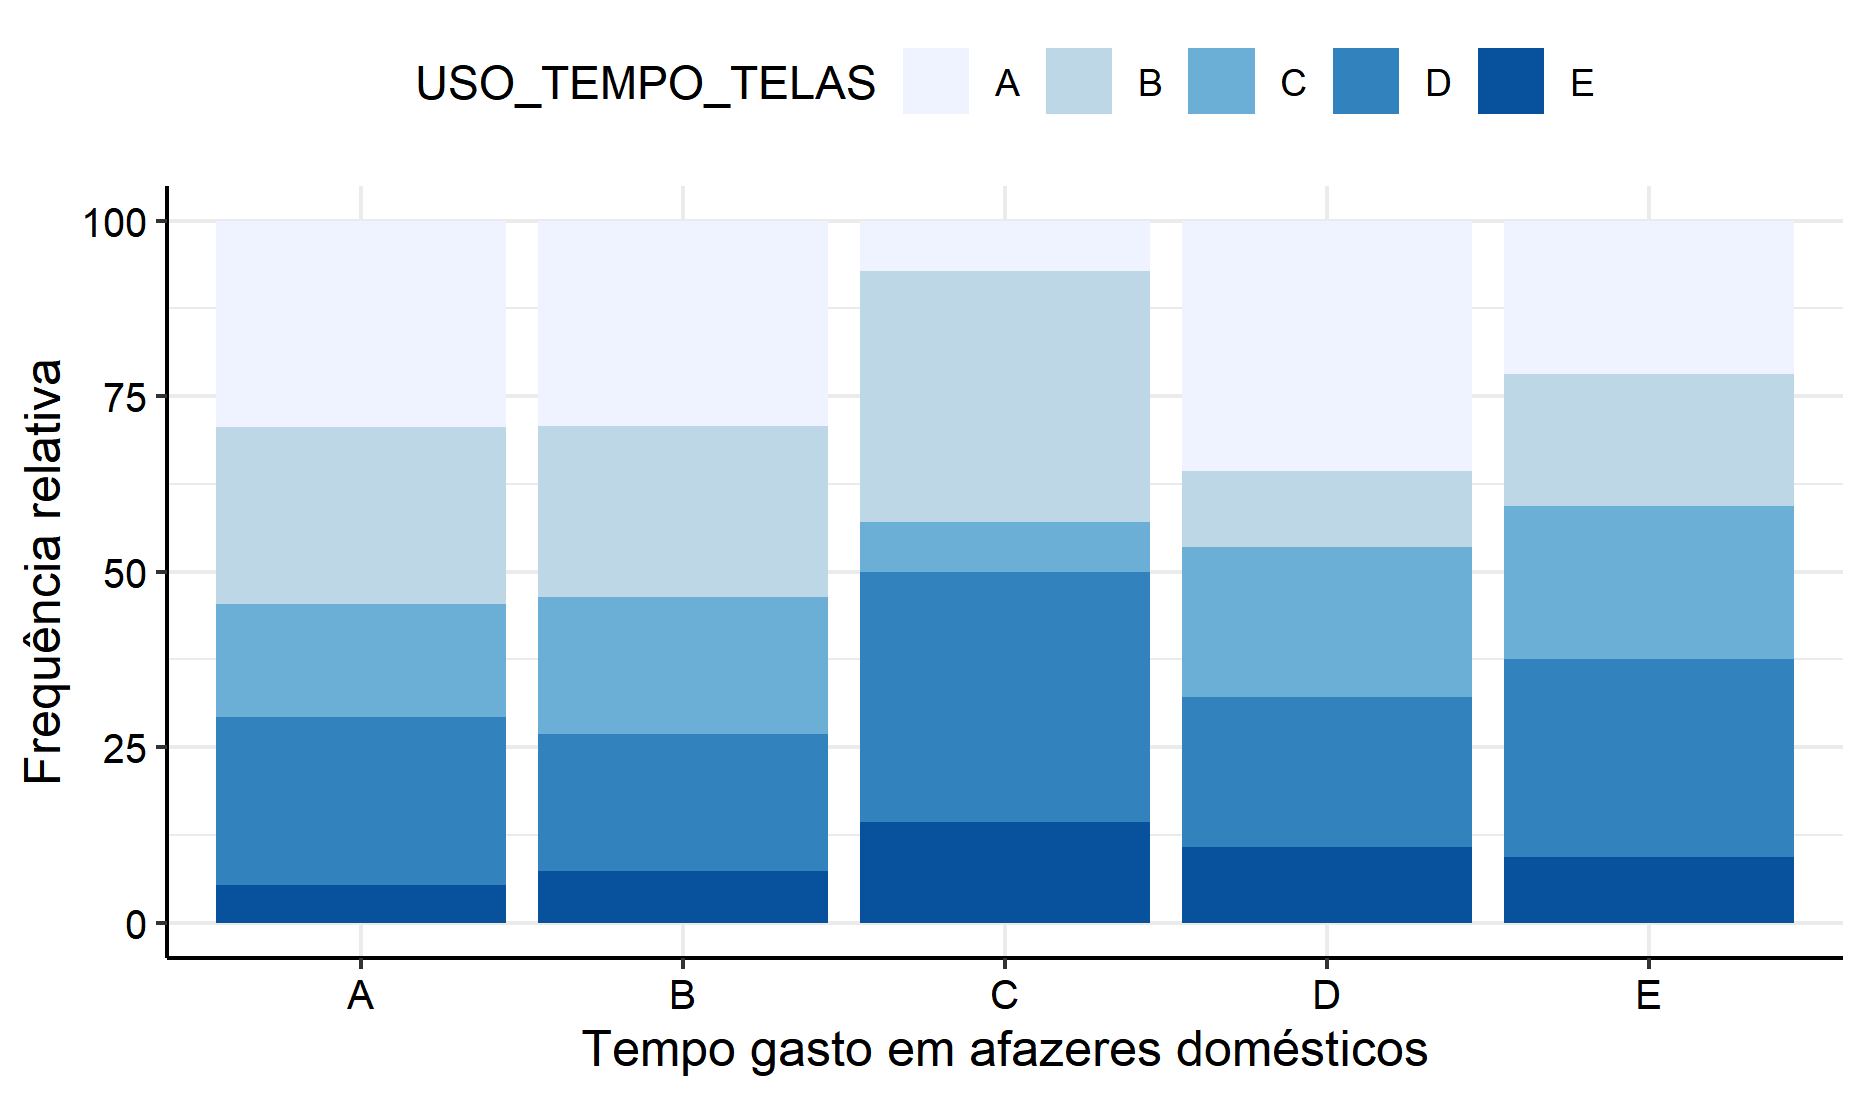 USO_TEMPO_TELAS A B C D E
100
75
50
25
0
Frequência relativa
A B C D E
Tempo gasto em afazeres domésticos